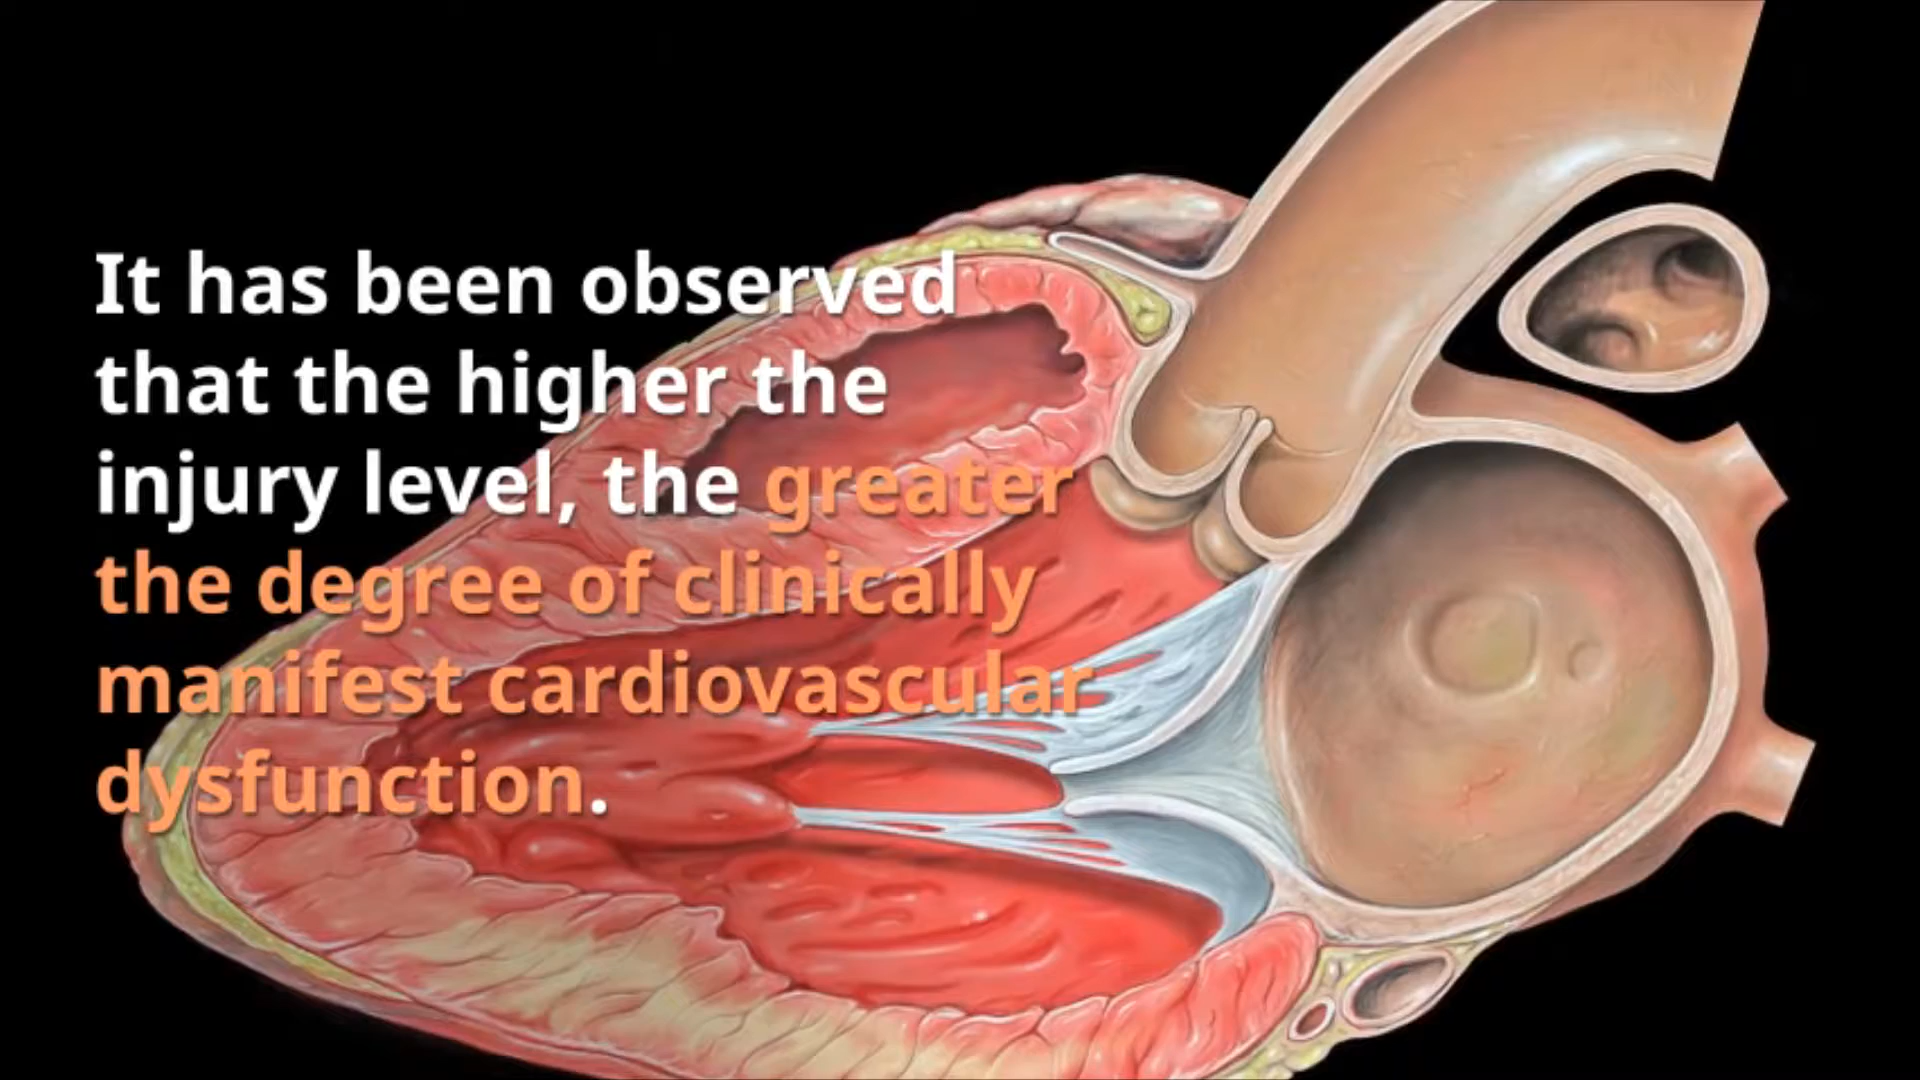 It has been observed
that the higher the
injury level, the greater
the degree of clinically
manifest cardiovascular
dysfunction.